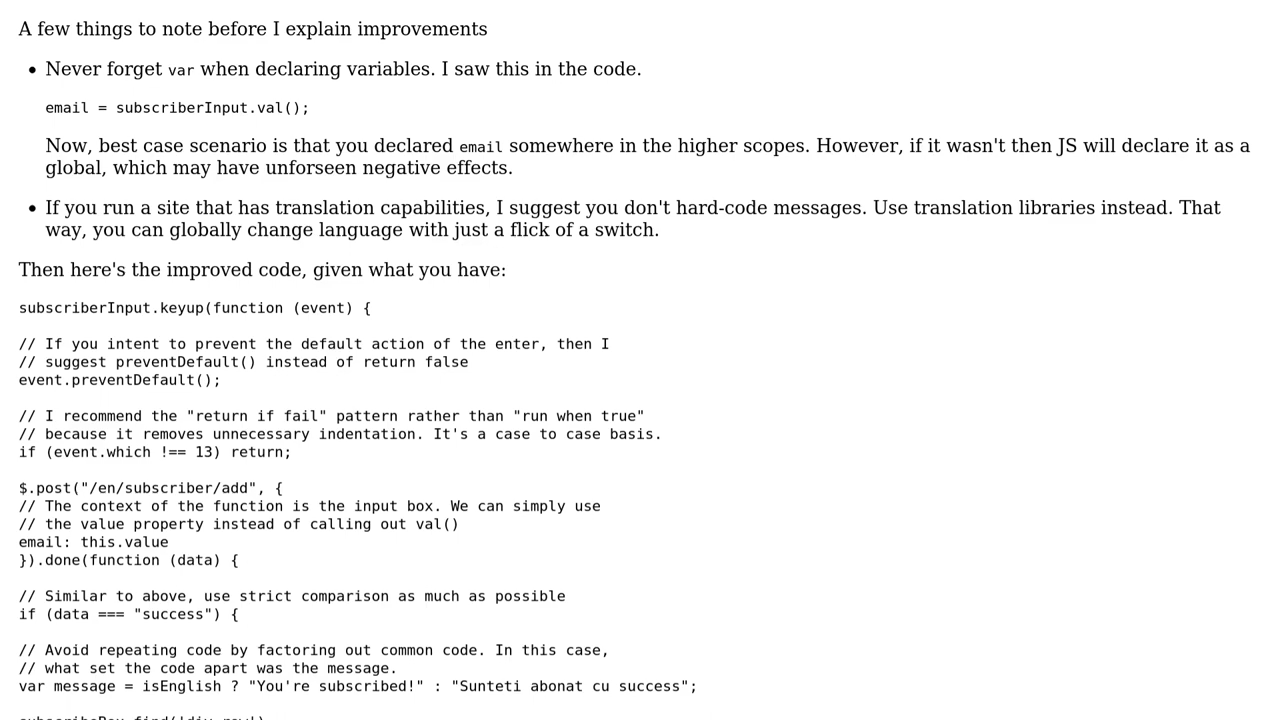 A few things to note before I explain improvements
Never forget var when declaring variables. I saw this in the code.
email = subscriberInput.val();
Now, best case scenario is that you declared email somewhere in the higher scopes. However, if it wasn't then JS will declare it as a
global, which may have unforseen negative effects.
If you run a site that has translation capabilities, I suggest you don't hard-code messages. Use translation libraries instead. That
way, you can globally change language with just a flick of a switch.
Then here's the improved code, given what you have:
subscriberInput.keyup(function (event) {
// If you intent to prevent the default action of the enter, then I
// suggest preventDefault() instead of return false
event.preventDefault();
// I recommend the "return if fail" pattern rather than "run when true"
// because it removes unnecessary indentation. It's a case to case basis.
if (event.which !== 13) return;
$.post("/en/subscriber/add", {
// The context of the function is the input box. We can simply use
// the value property instead of calling out val()
email: this.value
}).done(function (data) {
// Similar to above, use strict comparison as much as possible
if (data === "success") {
// Avoid repeating code by factoring out common code. In this case,
// what set the code apart was the message.
var message = isEnglish ? "You're subscribed!" : "Sunteti abonat cu success";